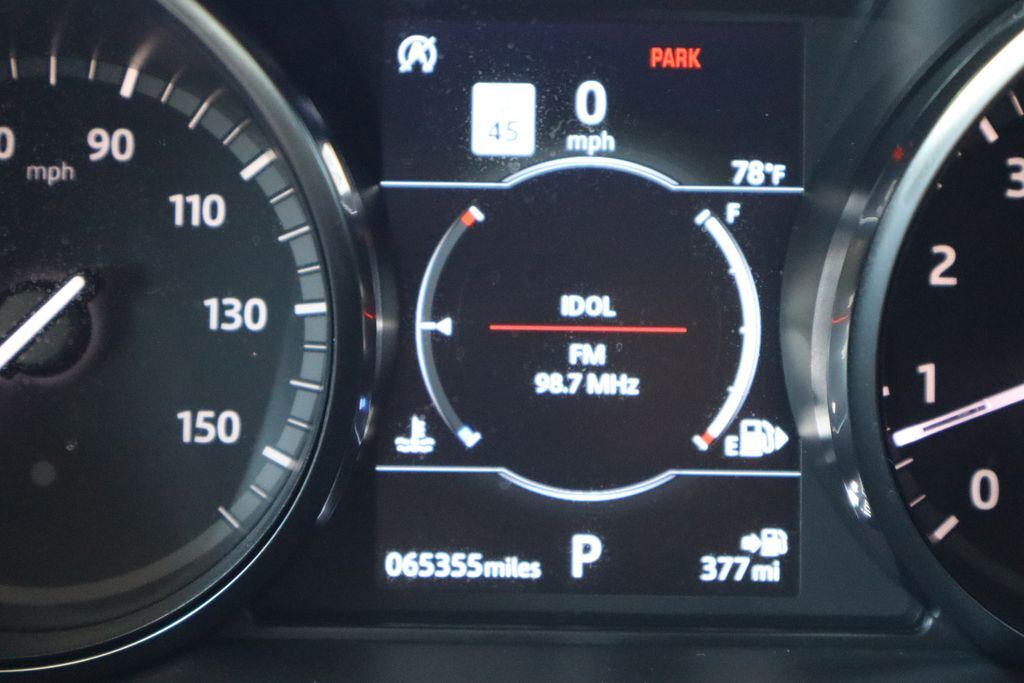 PARK
45
0
mph
78°F
90
mph
110
130
150
F
IDOL
FM
98.7 MHz
E
065355miles
P
377mi
3
2
1
0